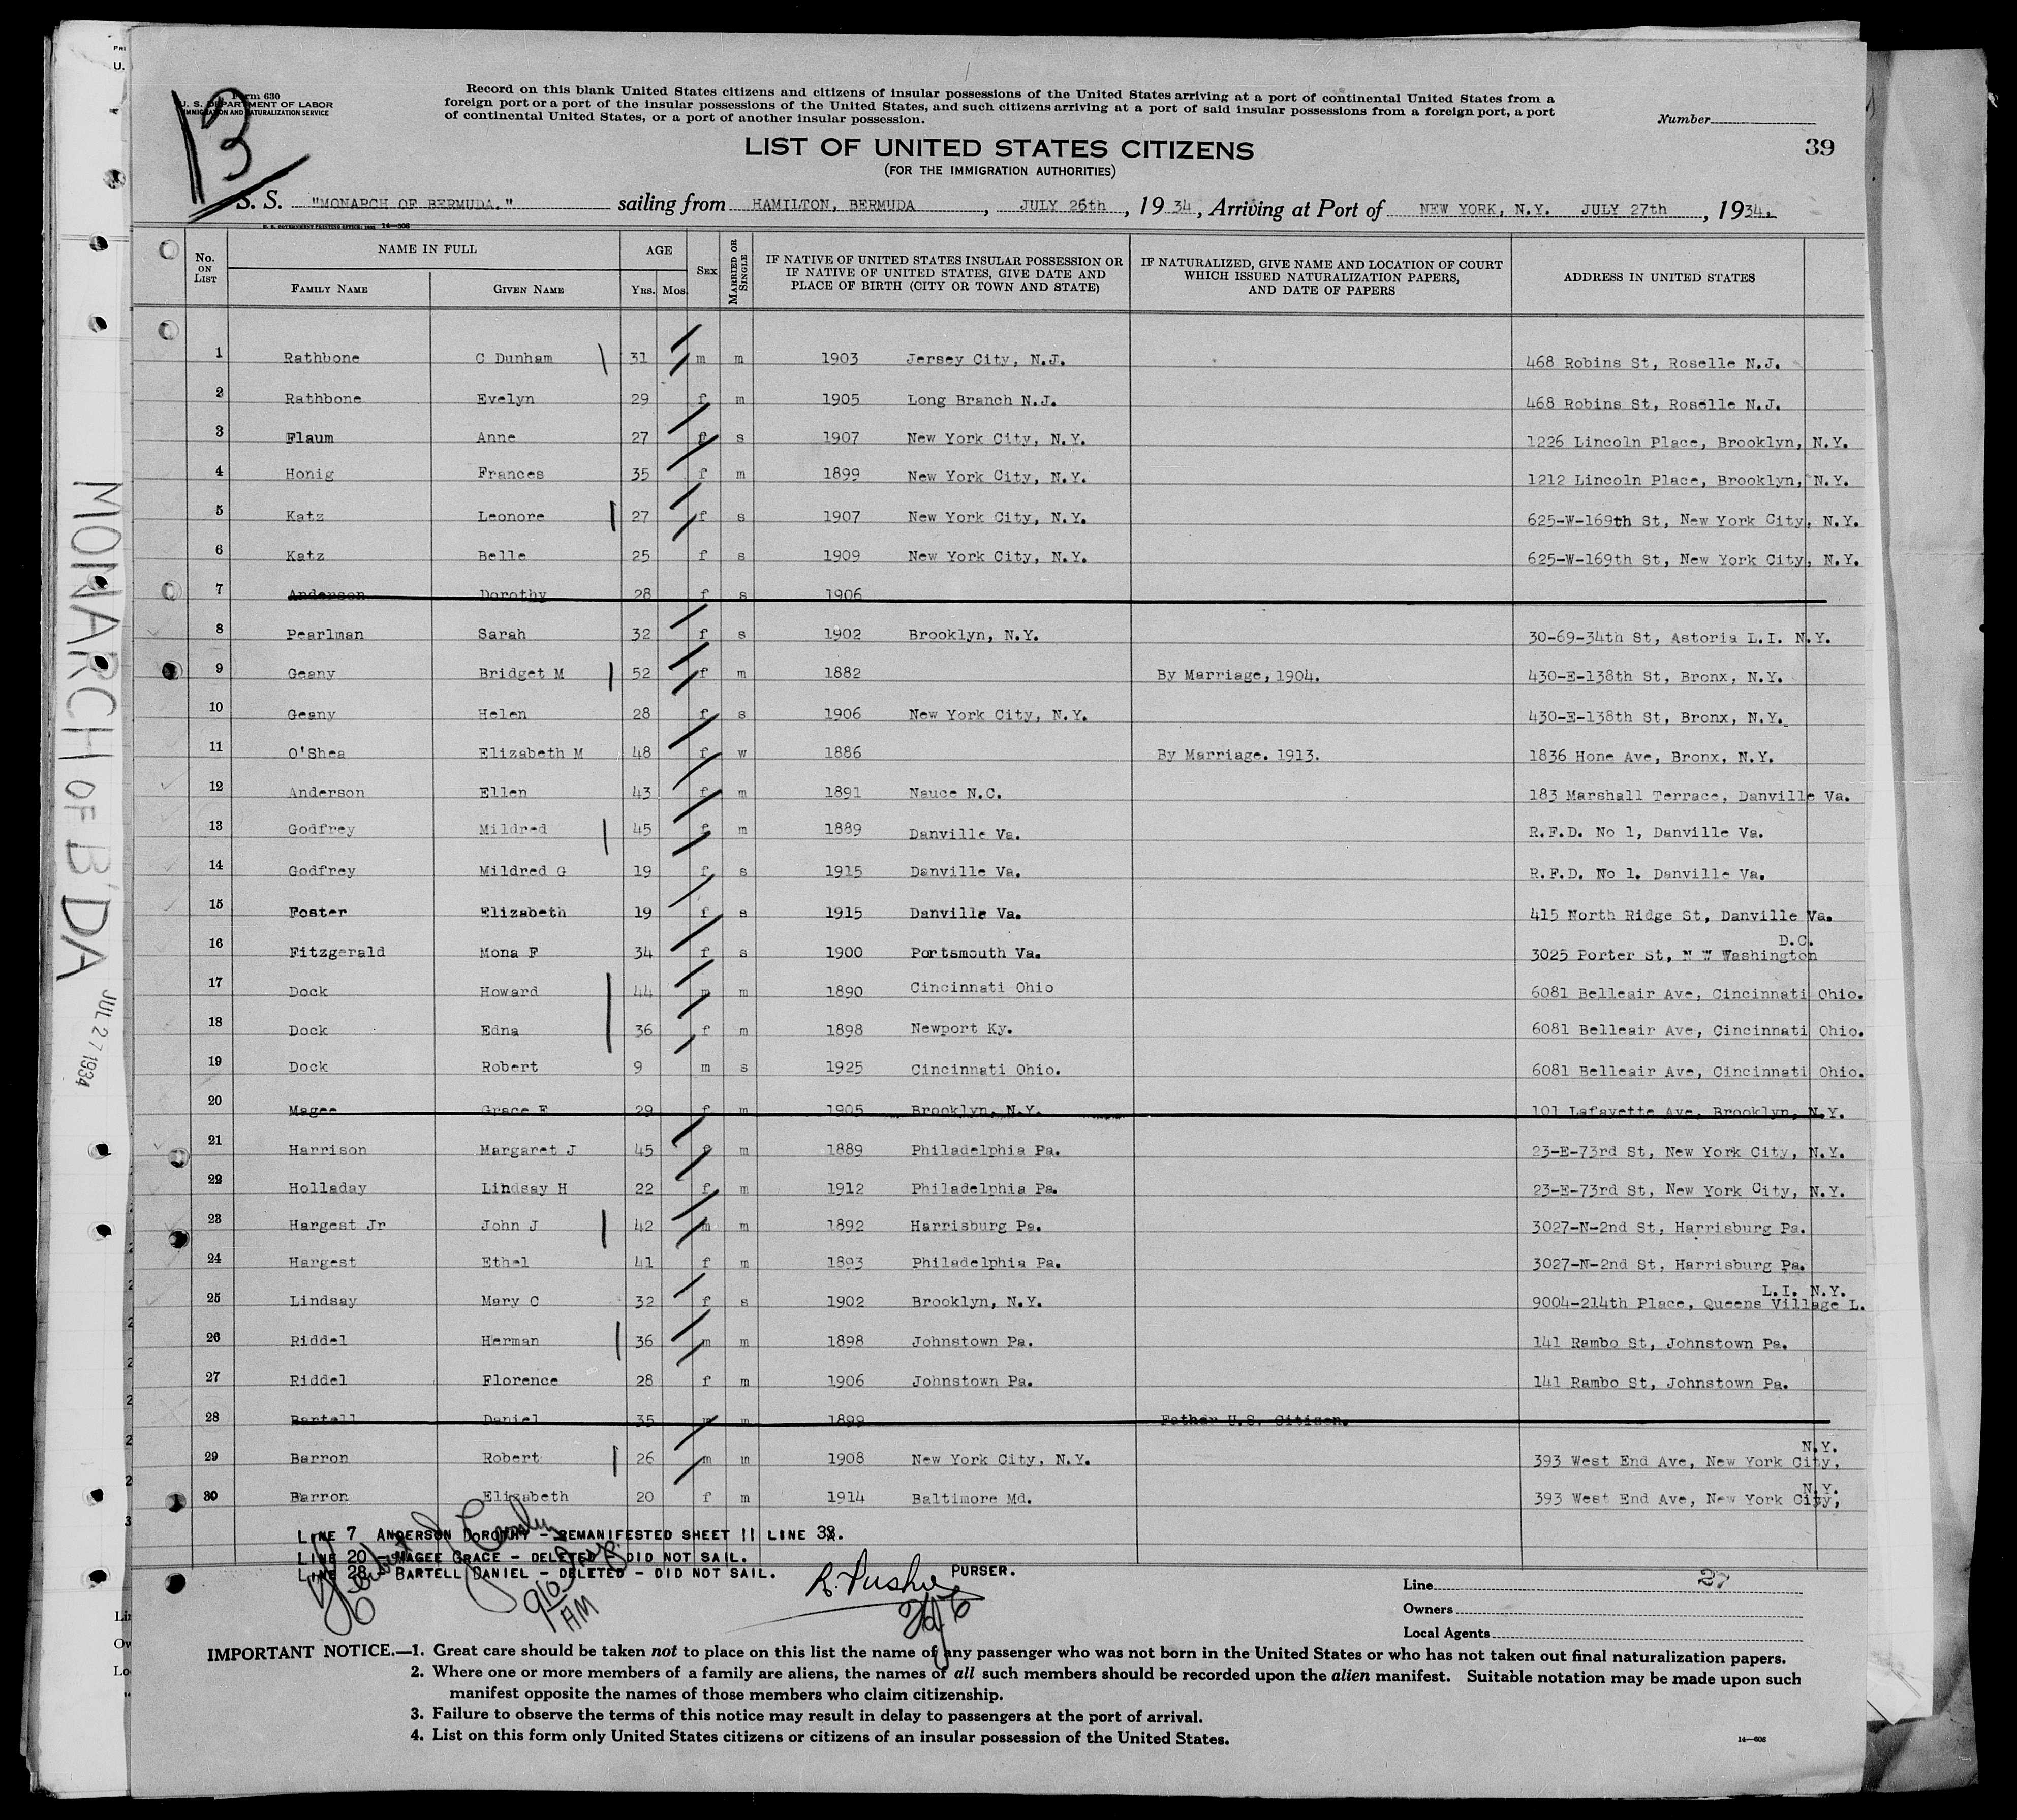 Form 630
U. S. DEPARTMENT OF LABOR
IMMIGRATION AND NATURALIZATION SERVICE
13
Record on this blank United States citizens and citizens of insular possessions of the United States arriving at a port of continental United States from a
foreign port or a port of the insular possessions of the United States, and such citizens arriving at a port of said insular possessions from a foreign port, a port
of continental United States, or a port of another insular possession.
Number
39
LIST OF UNITED STATES CITIZENS
(FOR THE IMMIGRATION AUTHORITIES)
S. S. "MONARCH OF BERMUDA." sailing from HAMILTON, BERMUDA, JULY 26th, 1934, Arriving at Port of NEW YORK, N.Y. JULY 27th, 1934.
14—608
No. ON LIST NAME IN FULL FAMILY NAME GIVEN NAME AGE YRS. MOS. SEX MARRIED OR SINGLE IF NATIVE OF UNITED STATES INSULAR POSSESSION OR IF NATIVE OF UNITED STATES, GIVE DATE AND PLACE OF BIRTH (CITY OR TOWN AND STATE) IF NATURALIZED, GIVE NAME AND LOCATION OF COURT WHICH ISSUED NATURALIZATION PAPERS, AND DATE OF PAPERS ADDRESS IN UNITED STATES
1 Rathbone C Dunham 31 m m 1903 Jersey City, N.J. 468 Robins St, Roselle N.J.
2 Rathbone Evelyn 29 f m 1905 Long Branch N.J. 468 Robins St, Roselle N.J.
3 Flaum Anne 27 f s 1907 New York City, N.Y. 1226 Lincoln Place, Brooklyn, N.Y.
4 Honig Frances 35 f m 1899 New York City, N.Y. 1212 Lincoln Place, Brooklyn, N.Y.
5 Katz Leonore 27 f s 1907 New York City, N.Y. 625-W-169th St, New York City, N.Y.
6 Katz Belle 25 f s 1909 New York City, N.Y. 625-W-169th St, New York City, N.Y.
7 Anderson Dorothy 28 f s 1906
8 Pearlman Sarah 32 f s 1902 Brooklyn, N.Y. 30-69-34th St, Astoria L.I. N.Y.
9 Geany Bridget M 52 f m 1882 By Marriage, 1904. 430-E-138th St, Bronx, N.Y.
10 Geany Helen 28 f s 1906 New York City, N.Y. 430-E-138th St, Bronx, N.Y.
11 O'Shea Elizabeth M 48 f w 1886 By Marriage. 1913. 1836 Hone Ave, Bronx, N.Y.
12 Anderson Ellen 43 f m 1891 Nauce N.C. 183 Marshall Terrace, Danville Va.
13 Godfrey Mildred 45 f m 1889 Danville Va. R.F.D. No 1, Danville Va.
14 Godfrey Mildred G 19 f s 1915 Danville Va. R.F.D. No 1. Danville Va.
15 Foster Elizabeth 19 f s 1915 Danville Va. 415 North Ridge St, Danville Va.
16 Fitzgerald Mona F 34 f s 1900 Portsmouth Va. 3025 Porter St, N W Washington D.C.
17 Dock Howard 44 m m 1890 Cincinnati Ohio 6081 Belleair Ave, Cincinnati Ohio.
18 Dock Edna 36 f m 1898 Newport Ky. 6081 Belleair Ave, Cincinnati Ohio.
19 Dock Robert 9 m s 1925 Cincinnati Ohio. 6081 Belleair Ave, Cincinnati Ohio.
20 Magee Grace E 29 f m 1905 Brooklyn, N.Y. 101 Lafayette Ave, Brooklyn, N.Y.
21 Harrison Margaret J 45 f m 1889 Philadelphia Pa. 23-E-73rd St, New York City, N.Y.
22 Holladay Lindsay H 22 f m 1912 Philadelphia Pa. 23-E-73rd St, New York City, N.Y.
23 Hargest Jr John J 42 m m 1892 Harrisburg Pa. 3027-N-2nd St, Harrisburg Pa.
24 Hargest Ethel 41 f m 1893 Philadelphia Pa. 3027-N-2nd St, Harrisburg Pa.
25 Lindsay Mary C 32 f s 1902 Brooklyn, N.Y. 9004-214th Place, Queens Village L. L.I. N.Y.
26 Riddel Herman 36 m m 1898 Johnstown Pa. 141 Rambo St, Johnstown Pa.
27 Riddel Florence 28 f m 1906 Johnstown Pa. 141 Rambo St, Johnstown Pa.
28 Bartell Daniel 35 m m 1899 Father U.S. Citizen.
29 Barron Robert 26 m m 1908 New York City, N.Y. 393 West End Ave, New York City, N.Y.
30 Barron Elizabeth 20 f m 1914 Baltimore Md. 393 West End Ave, New York City, N.Y.
LINE 7 ANDERSON DOROTHY - REMANIFESTED SHEET 11 LINE
LINE 20 - MAGEE GRACE - DELETED - DID NOT SAIL.
LINE 28 - BARTELL DANIEL - DELETED - DID NOT SAIL.
PURSER.
AM
Line 27
Owners
Local Agents
IMPORTANT NOTICE.—1. Great care should be taken not to place on this list the name of any passenger who was not born in the United States or who has not taken out final naturalization papers.
2. Where one or more members of a family are aliens, the names of all such members should be recorded upon the alien manifest. Suitable notation may be made upon such
manifest opposite the names of those members who claim citizenship.
3. Failure to observe the terms of this notice may result in delay to passengers at the port of arrival.
4. List on this form only United States citizens or citizens of an insular possession of the United States.
14—608
MONARCH OF B'DA
JUL 27 1934